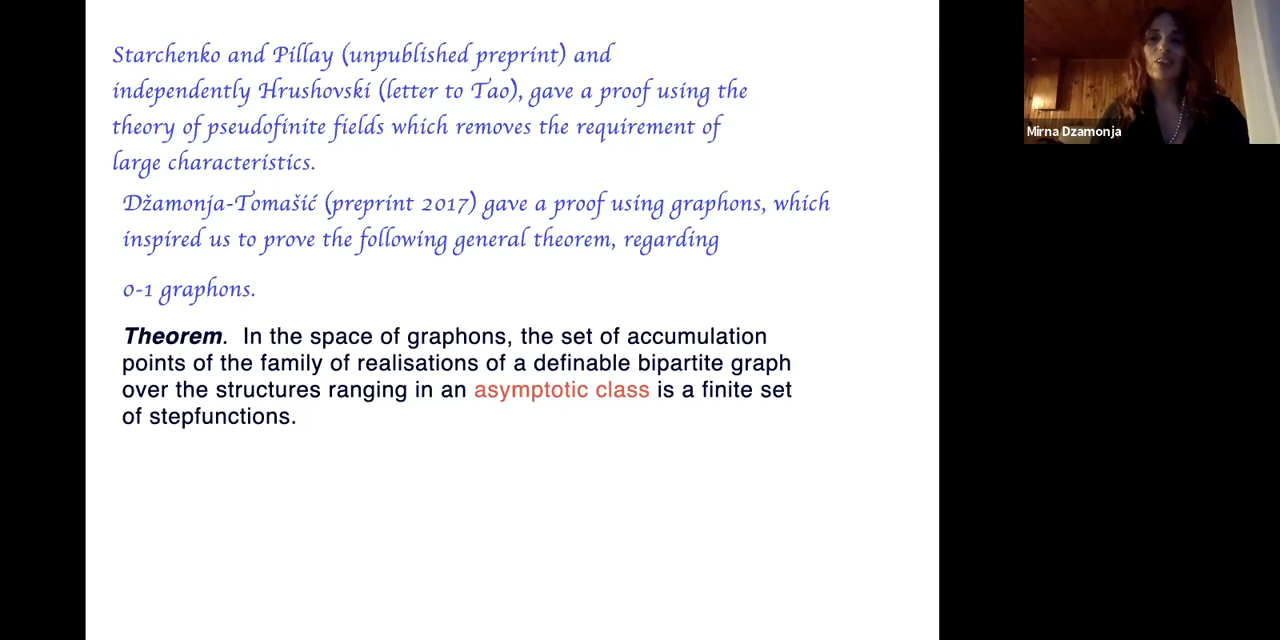 Starchenko and Pillay (unpublished preprint) and
independently Hrushovski (letter to Tao), gave a proof using the
theory of pseudofinite fields which removes the requirement of
large characteristics.
Džamonja-Tomašić (preprint 2017) gave a proof using graphons, which
inspired us to prove the following general theorem, regarding
0-1 graphons.
Theorem. In the space of graphons, the set of accumulation
points of the family of realisations of a definable bipartite graph
over the structures ranging in an asymptotic class is a finite set
of stepfunctions.
Mirna Dzamonja